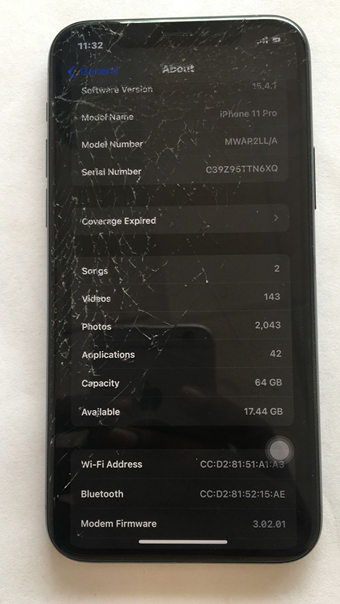 11:32
General
About
Software Version 15.4.1
Model Name iPhone 11 Pro
Model Number MWAR2LL/A
Serial Number C39Z95TTN6XQ
Coverage Expired
Songs 2
Videos 143
Photos 2,043
Applications 42
Capacity 64 GB
Available 17.44 GB
Wi-Fi Address CC:D2:81:51:A1:A3
Bluetooth CC:D2:81:52:15:AE
Modem Firmware 3.02.01